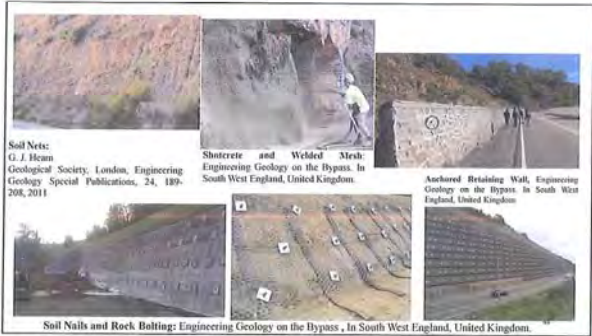 Soil Nets:
G. J. Hearn
Geological Society, London, Engineering
Geology Special Publications, 24, 189-
208, 2011
Shotcrete and Welded Mesh:
Engineering Geology on the Bypass. In
South West England, United Kingdom.
Anchored Retaining Wall, Engineering
Geology on the Bypass. In South West
England, United Kingdom
Soil Nails and Rock Bolting: Engineering Geology on the Bypass , In South West England, United Kingdom.